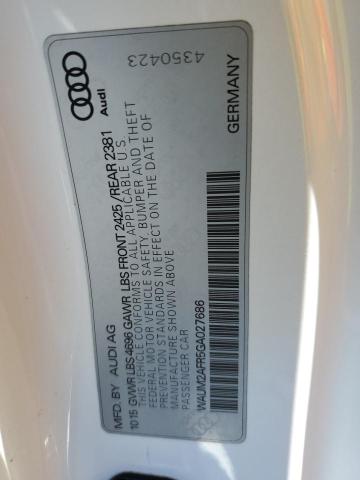 MFD. BY AUDI AG
10 15 GVWR LBS 4696 GAWR LBS FRONT 2425 /REAR 2381
THIS VEHICLE CONFORMS TO ALL APPLICABLE U.S.
FEDERAL MOTOR VEHICLE SAFETY, BUMPER AND THEFT
PREVENTION STANDARDS IN EFFECT ON THE DATE OF
MANUFACTURE SHOWN ABOVE
PASSENGER CAR
WAUM2AFR5GA027686
Audi
4350423
GERMANY